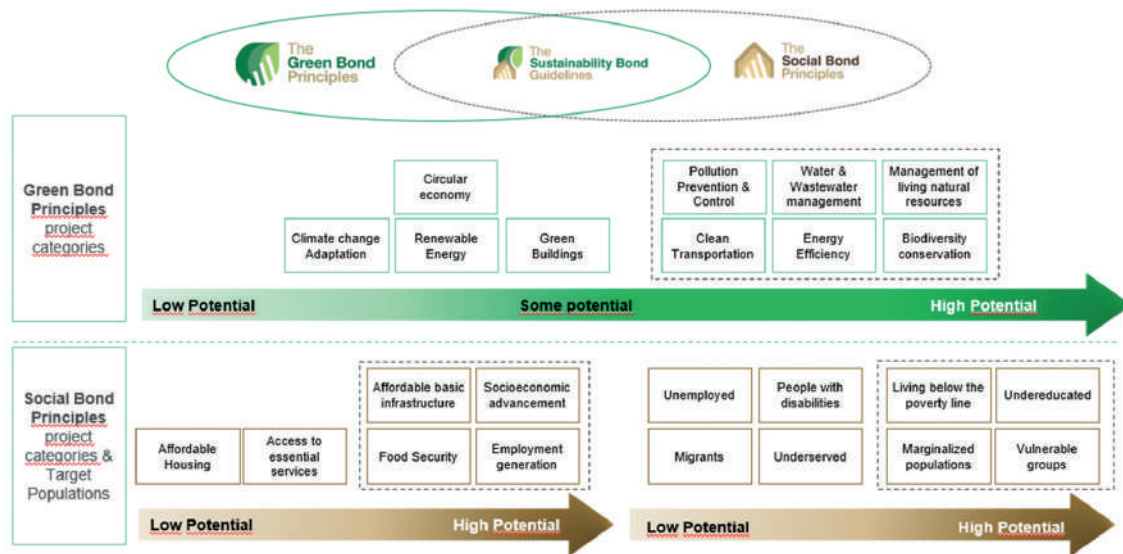 The
Green Bond
Principles
The
Sustainability Bond
Guidelines
The
Social Bond
Principles
Green Bond
Principles
project
categories
Circular
economy
Climate change
Adaptation
Renewable
Energy
Green
Buildings
Pollution
Prevention &
Control
Water &
Wastewater
management
Management of
living natural
resources
Clean
Transportation
Energy
Efficiency
Biodiversity
conservation
Low Potential
Some potential
High Potential
Social Bond
Principles
project
categories &
Target
Populations
Affordable
Housing
Access to
essential
services
Affordable basic
infrastructure
Socioeconomic
advancement
Food Security
Employment
generation
Low Potential
High Potential
Unemployed
People with
disabilities
Migrants
Underserved
Living below the
poverty line
Undereducated
Marginalized
populations
Vulnerable
groups
Low Potential
High Potential